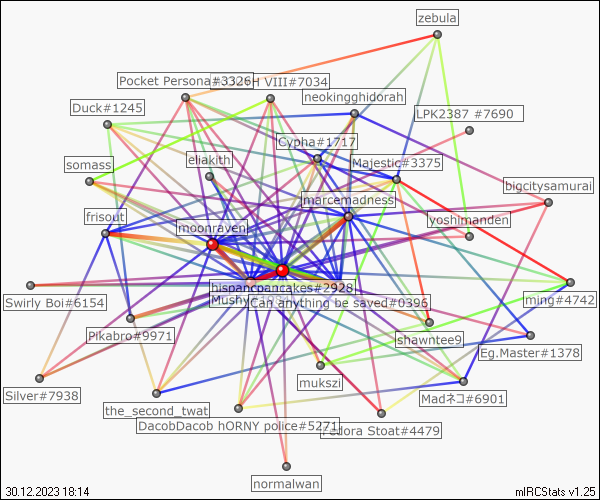 zebula
Pocket Persona#3326
H VIII#7034
neokingghidorah
Duck#1245
LPK2387 #7690
Cypha#1717
somass
eliakith
Majestic#3375
bigcitysamurai
marcemadness
frisout
moonraven
yoshimanden
hispancpancakes#2928
Swirly Boi#6154
Mushy
Can anything be saved#0395
ming#4742
Pikabro#9971
shawntee9
Eg.Master#1378
Silver#7938
mukszi
the_second_twat
Madネコ#6901
DacobDacob hORNY police#5271
Fedora Stoat#4479
normalwan
30.12.2023 18:14
mIRCStats v1.25